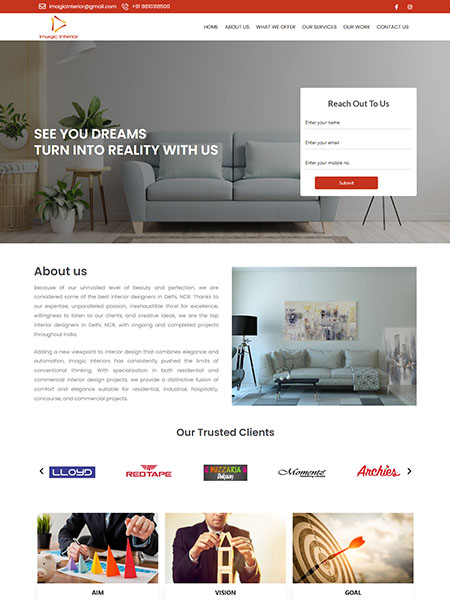 imagicinterior@gmail.com +91 9810318500
Imagic Interior
HOME ABOUT US WHAT WE OFFER OUR SERVICES OUR WORK CONTACT US
SEE YOU DREAMS
TURN INTO REALITY WITH US
Reach Out To Us
Enter your name
Enter your email
Enter your mobile no.
Submit
About us
Because of our unrivalled level of beauty and perfection, we are
considered some of the best interior designers in Delhi, NCR. Thanks to
our expertise, unparalleled passion, inexhaustible thirst for excellence,
willingness to listen to our clients, and creative ideas, we are the top
interior designers in Delhi, NCR, with ongoing and completed projects
throughout India.
Adding a new viewpoint to interior design that combines elegance and
automation, Imagic Interiors has consistently pushed the limits of
conventional thinking. With specialization in both residential and
commercial interior design projects, we provide a distinctive fusion of
comfort and elegance suitable for residential, industrial, hospitality,
concourse, and commercial projects.
Our Trusted Clients
LLOYD REDTAPE BUZZARIA Moments Archies
AIM VISION GOAL